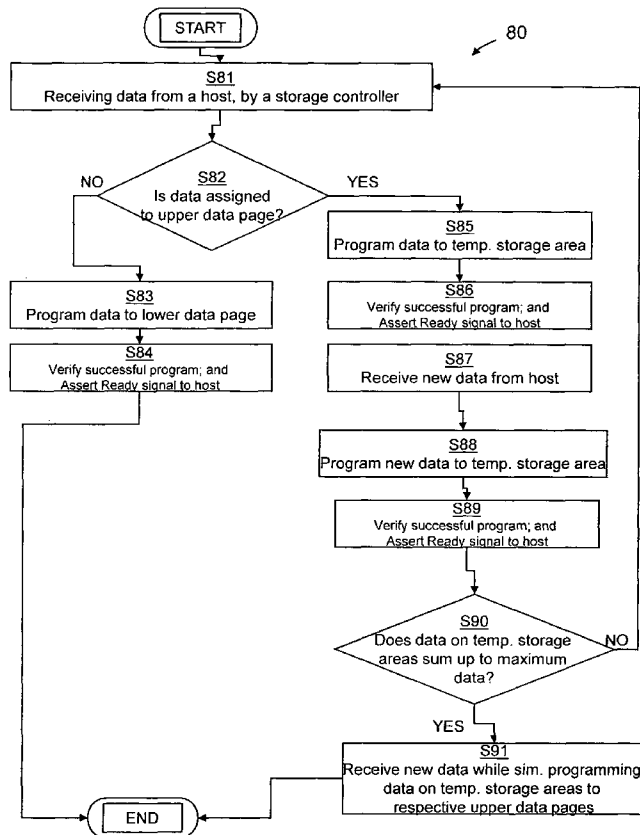 START
80
S81
Receiving data from a host, by a storage controller
NO
S82
Is data assigned
to upper data page?
YES
S83
Program data to lower data page
S84
Verify successful program; and
Assert Ready signal to host
S85
Program data to temp. storage area
S86
Verify successful program; and
Assert Ready signal to host
S87
Receive new data from host
S88
Program new data to temp. storage area
S89
Verify successful program; and
Assert Ready signal to host
S90
Does data on temp. storage
areas sum up to maximum
data?
NO
YES
S91
Receive new data while sim. programming
data on temp. storage areas to
respective upper data pages
END